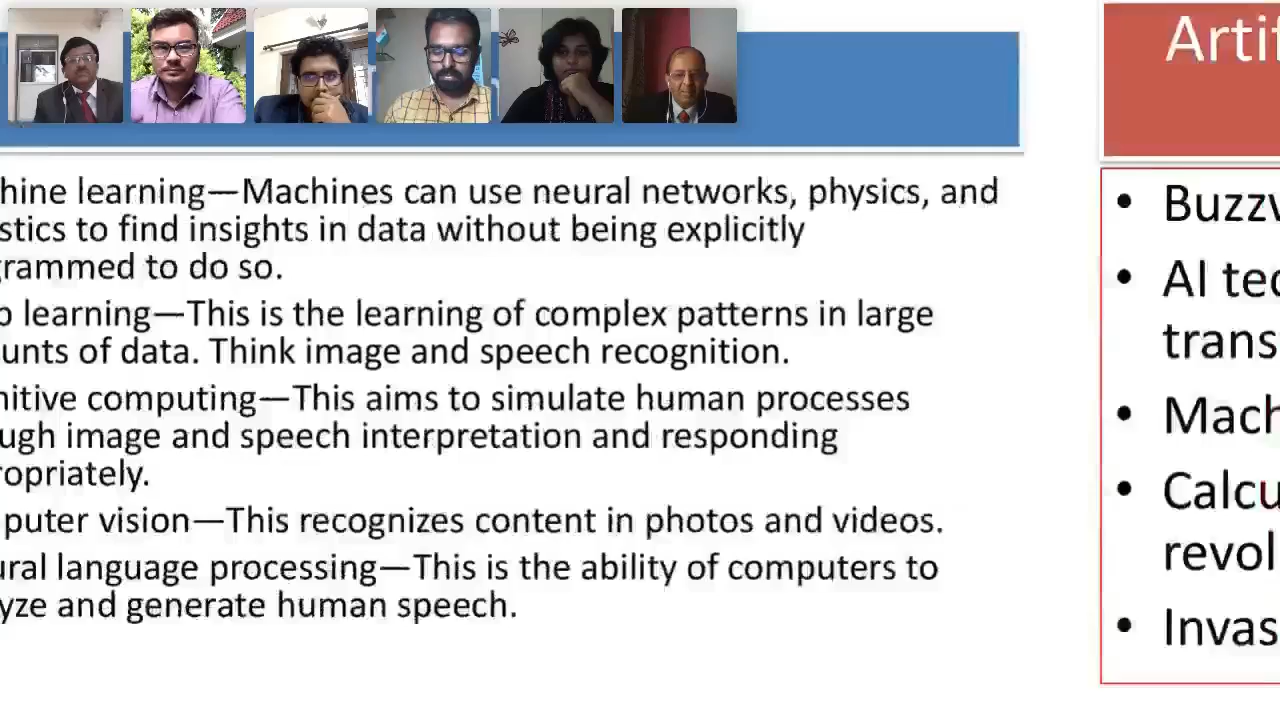 hine learning—Machines can use neural networks, physics, and
stics to find insights in data without being explicitly
grammed to do so.
p learning—This is the learning of complex patterns in large
unts of data. Think image and speech recognition.
nitive computing—This aims to simulate human processes
ugh image and speech interpretation and responding
ropriately.
puter vision—This recognizes content in photos and videos.
ural language processing—This is the ability of computers to
yze and generate human speech.
Arti
• Buzz
• AI tec
trans
• Mach
• Calcu
revol
• Invas